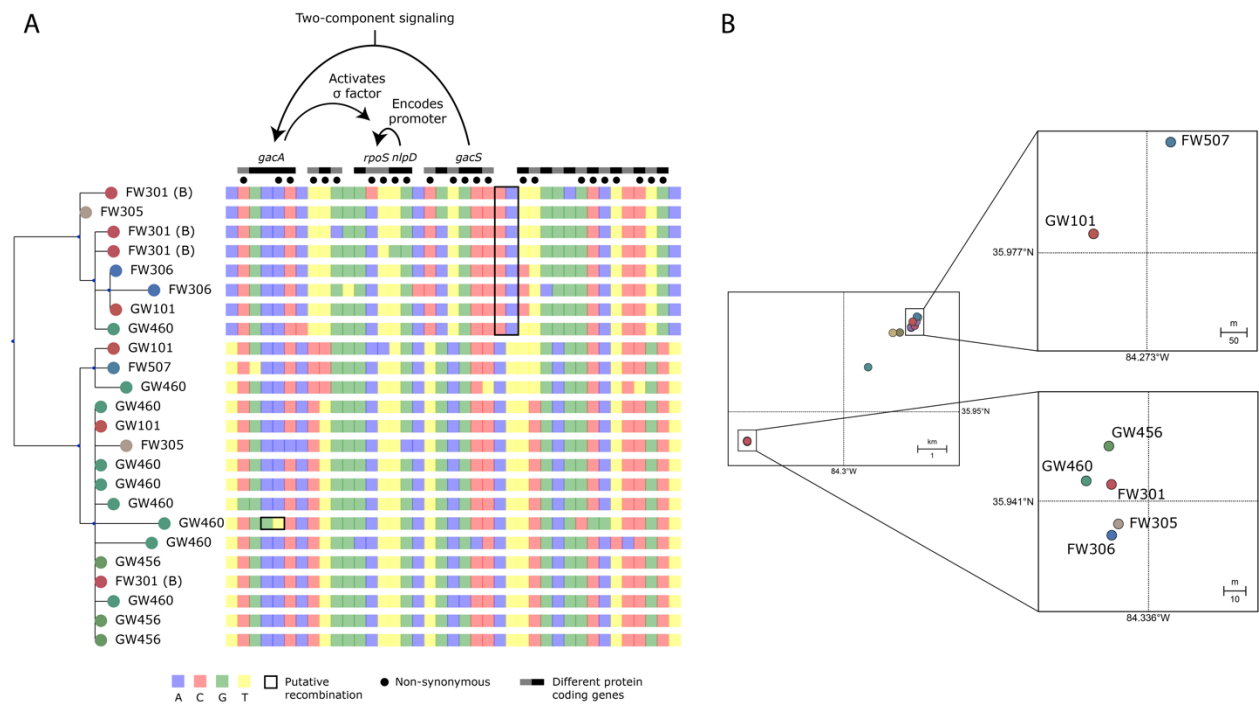 A
Two-component signaling
Activates
σ factor
Encodes
promoter
gacA
rpoS nlpD
gacS
FW301 (B)
FW305
FW301 (B)
FW301 (B)
FW306
FW306
GW101
GW460
GW101
FW507
GW460
GW460
GW101
FW305
GW460
GW460
GW460
GW460
GW460
GW456
FW301 (B)
GW460
GW456
GW456
A
C
G
T
Putative
recombination
Non-synonymous
Different protein
coding genes
B
FW507
GW101
35.977°N
m
50
84.273°W
35.95°N
km
1
84.3°W
GW456
GW460
FW301
35.941°N
FW305
FW306
m
10
84.336°W